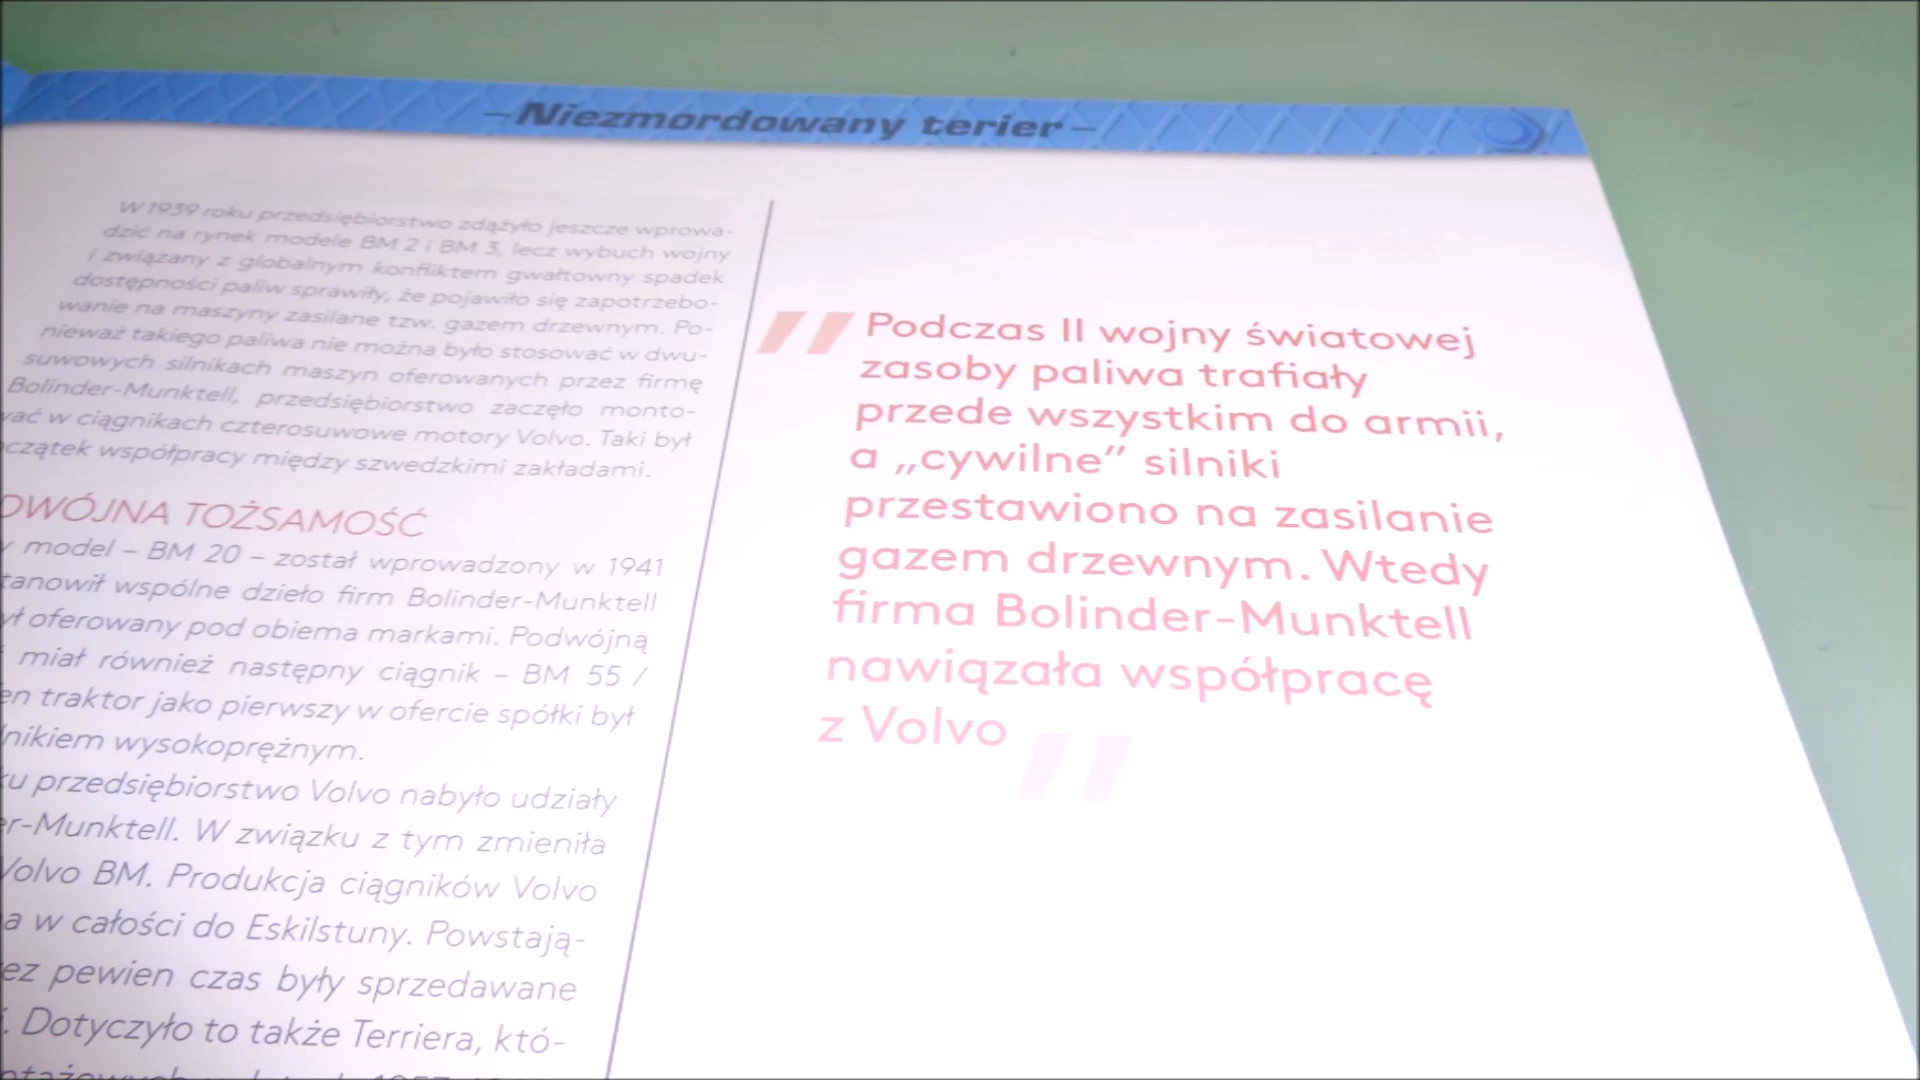 –Niezmordowany terier–
W 1939 roku przedsiębiorstwo zdążyło jeszcze wprowa-
dzić na rynek modele BM 2 i BM 3, lecz wybuch wojny
i związany z globalnym konfliktem gwałtowny spadek
dostępności paliw sprawiły, że pojawiło się zapotrzebo-
wanie na maszyny zasilane tzw. gazem drzewnym. Po-
nieważ takiego paliwa nie można było stosować w dwu-
suwowych silnikach maszyn oferowanych przez firmę
Bolinder-Munktell, przedsiębiorstwo zaczęło monto-
wać w ciągnikach czterosuwowe motory Volvo. Taki był
czątek współpracy między szwedzkimi zakładami.
DWÓJNA TOŻSAMOŚĆ
y model – BM 20 – został wprowadzony w 1941
tanowił wspólne dzieło firm Bolinder-Munktell
ył oferowany pod obiema markami. Podwójną
miał również następny ciągnik – BM 55 /
en traktor jako pierwszy w ofercie spółki był
lnikiem wysokoprężnym.
ku przedsiębiorstwo Volvo nabyło udziały
er-Munktell. W związku z tym zmieniła
Volvo BM. Produkcja ciągników Volvo
a w całości do Eskilstuny. Powstają-
ez pewien czas były sprzedawane
i. Dotyczyło to także Terriera, któ-
"Podczas II wojny światowej
zasoby paliwa trafiały
przede wszystkim do armii,
a „cywilne” silniki
przestawiono na zasilanie
gazem drzewnym. Wtedy
firma Bolinder-Munktell
nawiązała współpracę
z Volvo"